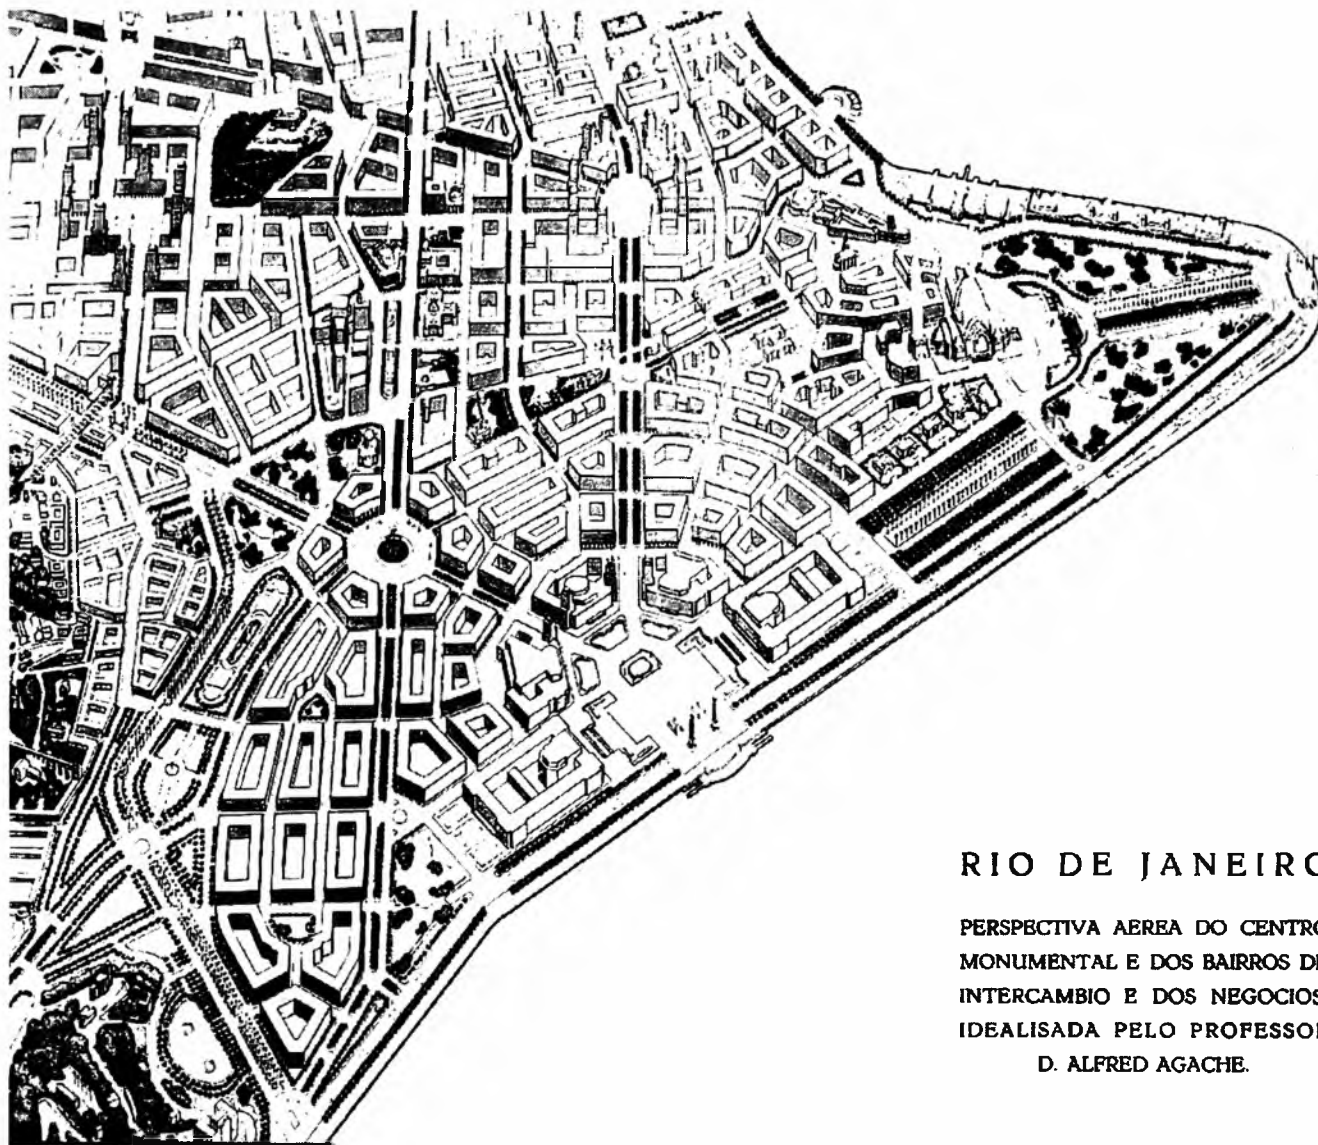 RIO DE JANEIRO
PERSPECTIVA AEREA DO CENTRO
MONUMENTAL E DOS BAIRROS DE
INTERCAMBIO E DOS NEGOCIOS
IDEALISADA PELO PROFESSOR
D. ALFRED AGACHE.